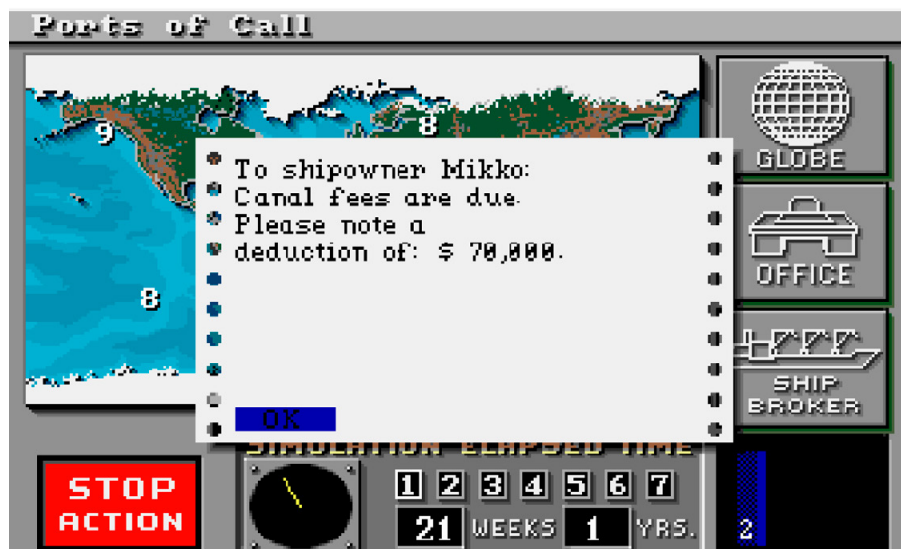 Ports of Call
9
8
GLOBE
To shipowner Mikko:
Canal fees are due.
Please note a
deduction of: $ 70,000.
OFFICE
8
SHIP
BROKER
OK
SIMULATION ELAPSED TIME
STOP
ACTION
1 2 3 4 5 6 7
21 WEEKS 1 YRS.
2